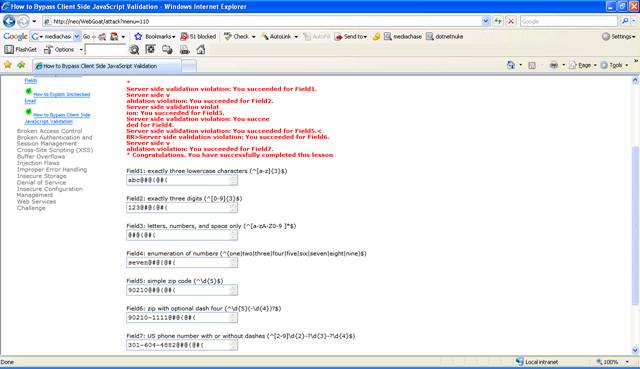 How to Bypass Client Side JavaScript Validation - Windows Internet Explorer
http://neo/WebGoat/attack?menu=110
Google
File Edit View Favorites Tools Help
Google mediachase Go Bookmarks 51 blocked Check AutoLink AutoFill Send to mediachase dotnetnuke Settings
FlashGet Options
How to Bypass Client Side JavaScript Validation
Page Tools
Fields
How to Exploit Unchecked
Email
How to Bypass Client Side
JavaScript Validation
Broken Access Control
Broken Authentication and
Session Management
Cross-Site Scripting (XSS)
Buffer Overflows
Injection Flaws
Improper Error Handling
Insecure Storage
Denial of Service
Insecure Configuration
Management
Web Services
Challenge
*
Server side validation violation: You succeeded for Field1.
Server side v
alidation violation: You succeeded for Field2.
Server side validation violat
ion: You succeeded for Field3.
Server side validation violation: You succee
ded for Field4.
Server side validation violation: You succeeded for Field5.<
BR>Server side validation violation: You succeeded for Field6.
Server side v
alidation violation: You succeeded for Field7.
* Congratulations. You have successfully completed this lesson
Field1: exactly three lowercase characters (^[a-z]{3}$)
abc@#@(@#(
Field2: exactly three digits (^[0-9]{3}$)
123@#@(@#(
Field3: letters, numbers, and space only (^[a-zA-Z0-9 ]*$)
@#@(@#(
Field4: enumeration of numbers (^(one|two|three|four|five|six|seven|eight|nine)$)
seven@#@(@#(
Field5: simple zip code (^\d{5}$)
90210@#@(@#(
Field6: zip with optional dash four (^\d{5}(-\d{4})?$)
90210-1111@#@(@#(
Field7: US phone number with or without dashes (^[2-9]\d{2}-?\d{3}-?\d{4}$)
301-604-4882@#@(@#(
Done
Local intranet
100%